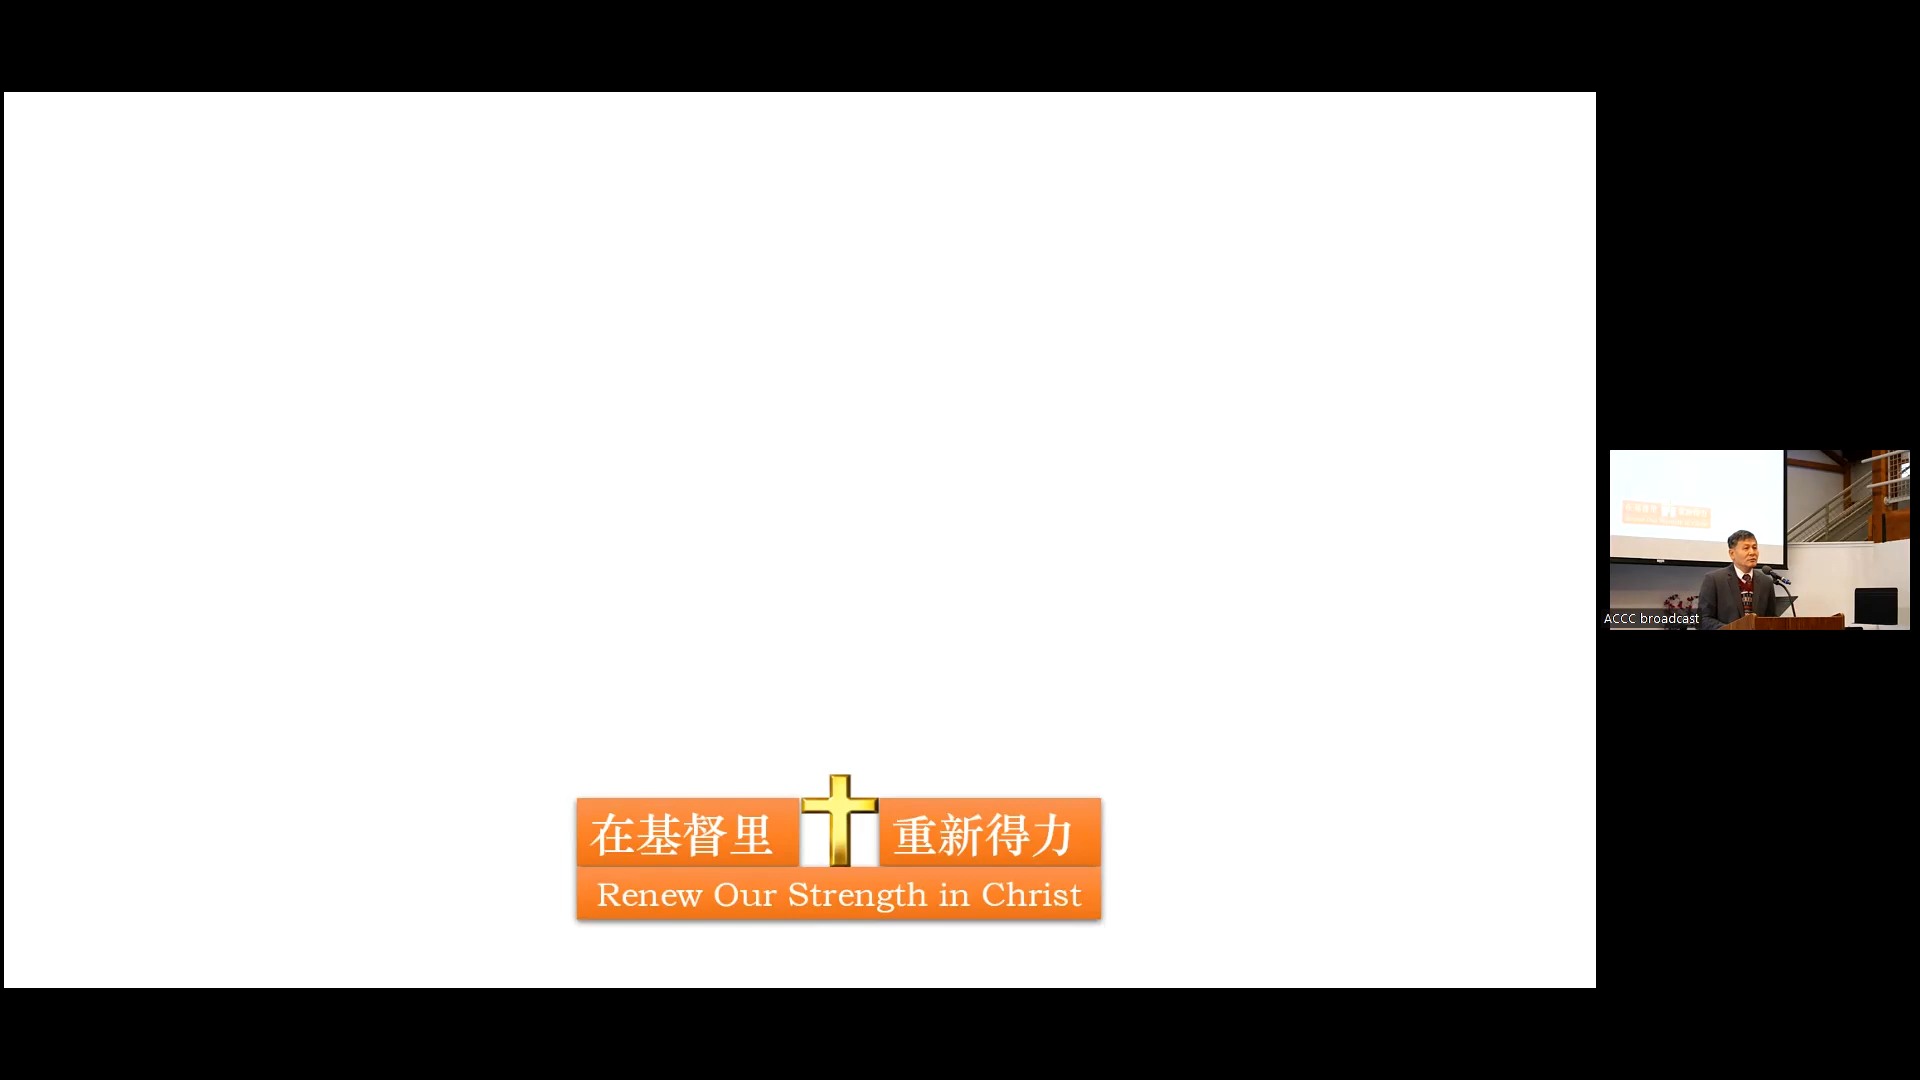 在基督里 重新得力
Renew Our Strength in Christ
ACCC broadcast